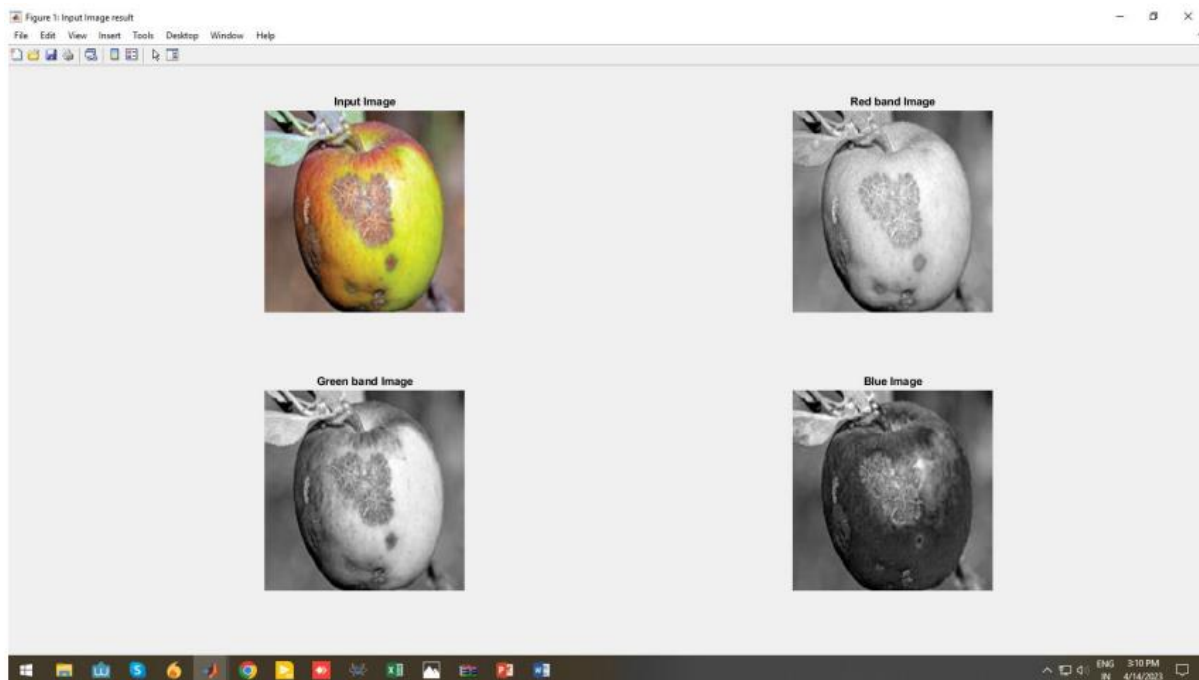 Figure 1: Input Image result
File Edit View Insert Tools Desktop Window Help
Input Image
Red band Image
Green band Image
Blue Image
ENG 3:10 PM
IN 4/14/2023